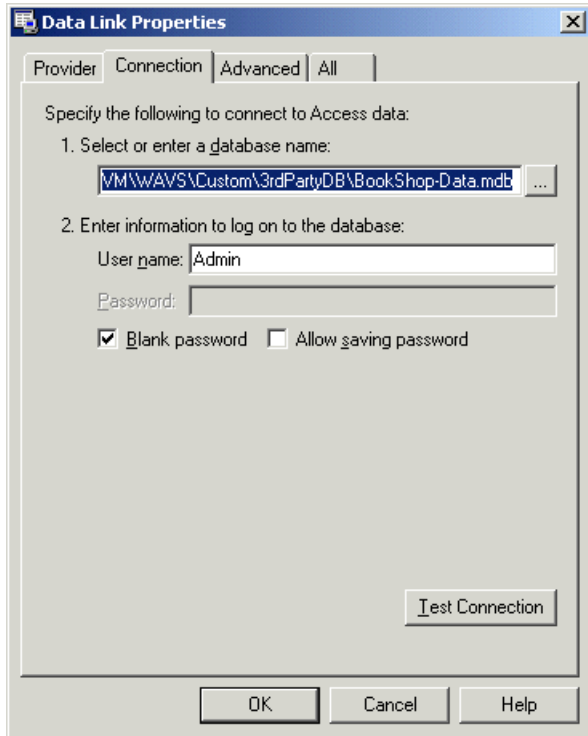 Data Link Properties
Provider Connection Advanced All
Specify the following to connect to Access data:
1. Select or enter a database name:
VM\WAVS\Custom\3rdPartyDB\BookShop-Data.mdb ...
2. Enter information to log on to the database:
User name: Admin
Password:
Blank password Allow saving password
Test Connection
OK Cancel Help